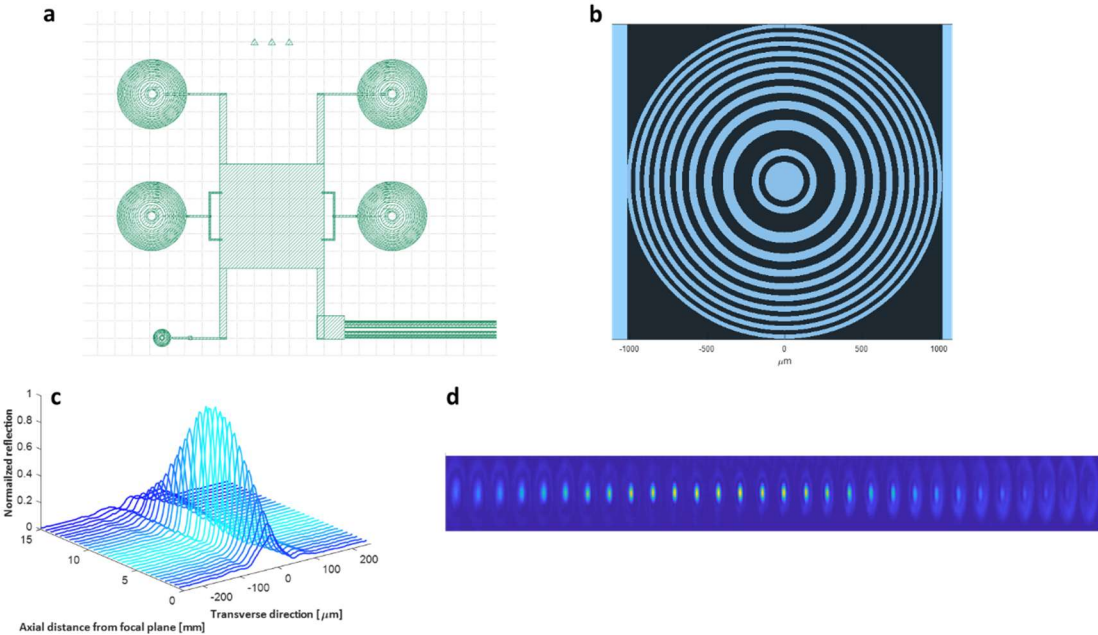 a
b
-1000 -500 0 500 1000
μm
c
d
1
0.8
0.6
0.4
0.2
0
Normailzed reflection
15
10
5
0
-200 -100 0 100 200
Transverse direction [μm]
Axial distance from focal plane [mm]